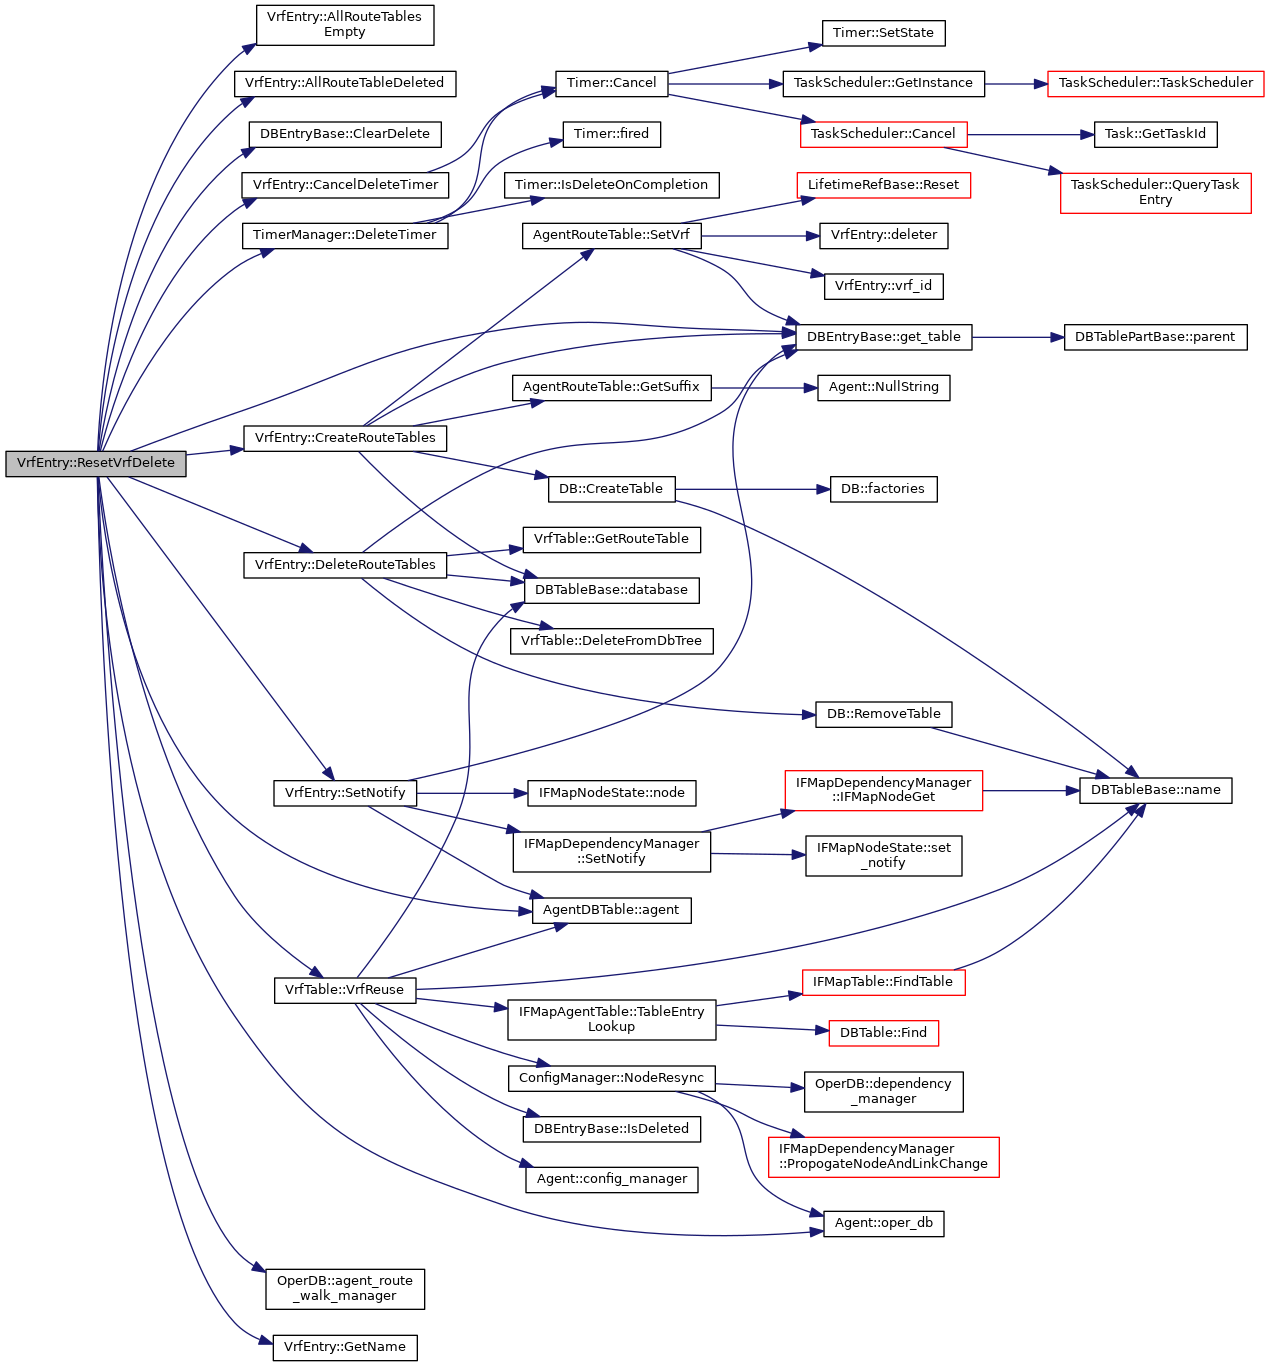 VrfEntry::AllRouteTables
Empty
VrfEntry::AllRouteTableDeleted
DBEntryBase::ClearDelete
VrfEntry::CancelDeleteTimer
TimerManager::DeleteTimer
VrfEntry::CreateRouteTables
VrfEntry::ResetVrfDelete
VrfEntry::DeleteRouteTables
VrfEntry::SetNotify
VrfTable::VrfReuse
OperDB::agent_route
_walk_manager
VrfEntry::GetName
Timer::Cancel
Timer::fired
Timer::IsDeleteOnCompletion
AgentRouteTable::SetVrf
AgentRouteTable::GetSuffix
DB::CreateTable
VrfTable::GetRouteTable
DBTableBase::database
VrfTable::DeleteFromDbTree
IFMapNodeState::node
IFMapDependencyManager
::SetNotify
AgentDBTable::agent
IFMapAgentTable::TableEntry
Lookup
ConfigManager::NodeResync
DBEntryBase::IsDeleted
Agent::config_manager
Timer::SetState
TaskScheduler::GetInstance
TaskScheduler::Cancel
LifetimeRefBase::Reset
VrfEntry::deleter
VrfEntry::vrf_id
DBEntryBase::get_table
Agent::NullString
DB::factories
DB::RemoveTable
IFMapDependencyManager
::IFMapNodeGet
IFMapNodeState::set
_notify
IFMapTable::FindTable
DBTable::Find
OperDB::dependency
_manager
IFMapDependencyManager
::PropogateNodeAndLinkChange
Agent::oper_db
TaskScheduler::TaskScheduler
Task::GetTaskId
TaskScheduler::QueryTask
Entry
DBTablePartBase::parent
DBTableBase::name